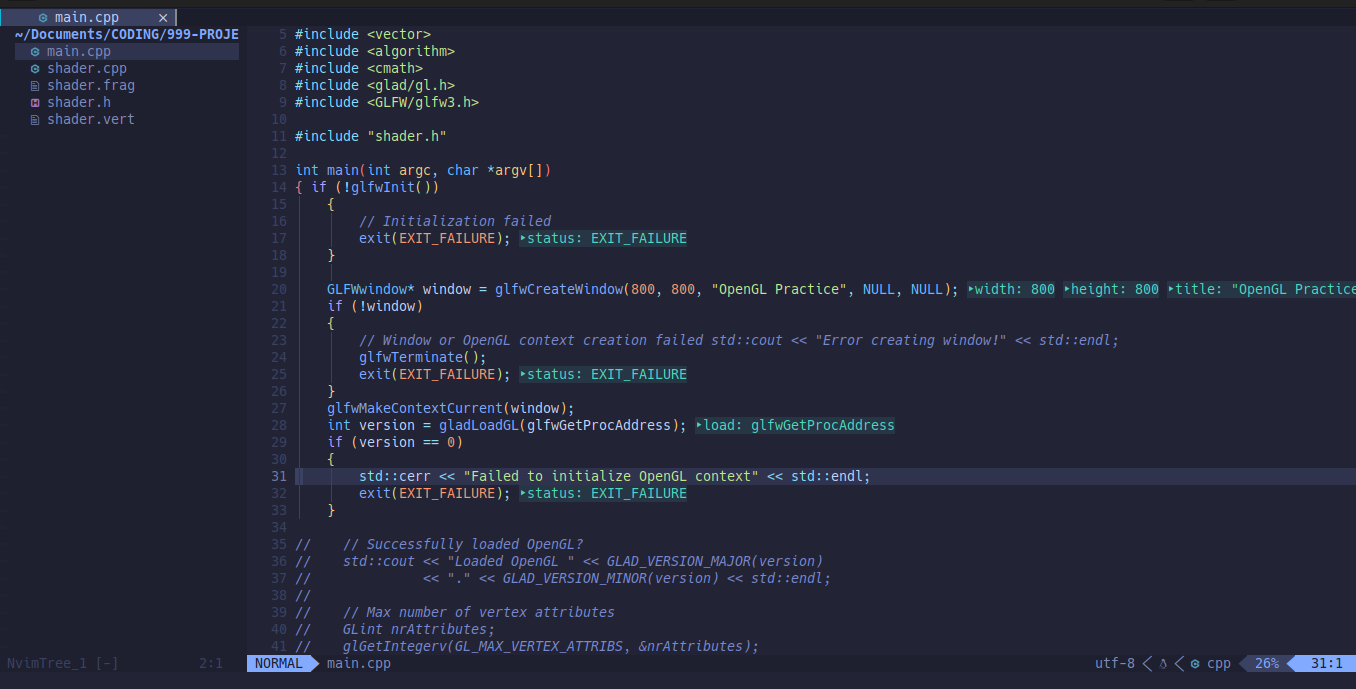 main.cpp ×
~/Documents/CODING/999-PROJE
main.cpp
shader.cpp
shader.frag
shader.h
shader.vert
5 #include <vector>
6 #include <algorithm>
7 #include <cmath>
8 #include <glad/gl.h>
9 #include <GLFW/glfw3.h>
10
11 #include "shader.h"
12
13 int main(int argc, char *argv[])
14 { if (!glfwInit())
15 {
16 // Initialization failed
17 exit(EXIT_FAILURE); ‣status: EXIT_FAILURE
18 }
19
20 GLFWwindow* window = glfwCreateWindow(800, 800, "OpenGL Practice", NULL, NULL); ‣width: 800 ‣height: 800 ‣title: "OpenGL Practice
21 if (!window)
22 {
23 // Window or OpenGL context creation failed std::cout << "Error creating window!" << std::endl;
24 glfwTerminate();
25 exit(EXIT_FAILURE); ‣status: EXIT_FAILURE
26 }
27 glfwMakeContextCurrent(window);
28 int version = gladLoadGL(glfwGetProcAddress); ‣load: glfwGetProcAddress
29 if (version == 0)
30 {
31 std::cerr << "Failed to initialize OpenGL context" << std::endl;
32 exit(EXIT_FAILURE); ‣status: EXIT_FAILURE
33 }
34
35 // // Successfully loaded OpenGL?
36 // std::cout << "Loaded OpenGL " << GLAD_VERSION_MAJOR(version)
37 // << "." << GLAD_VERSION_MINOR(version) << std::endl;
38 //
39 // // Max number of vertex attributes
40 // GLint nrAttributes;
41 // glGetIntegerv(GL_MAX_VERTEX_ATTRIBS, &nrAttributes);
NvimTree_1 [-] 2:1 NORMAL main.cpp utf-8 cpp 26% 31:1